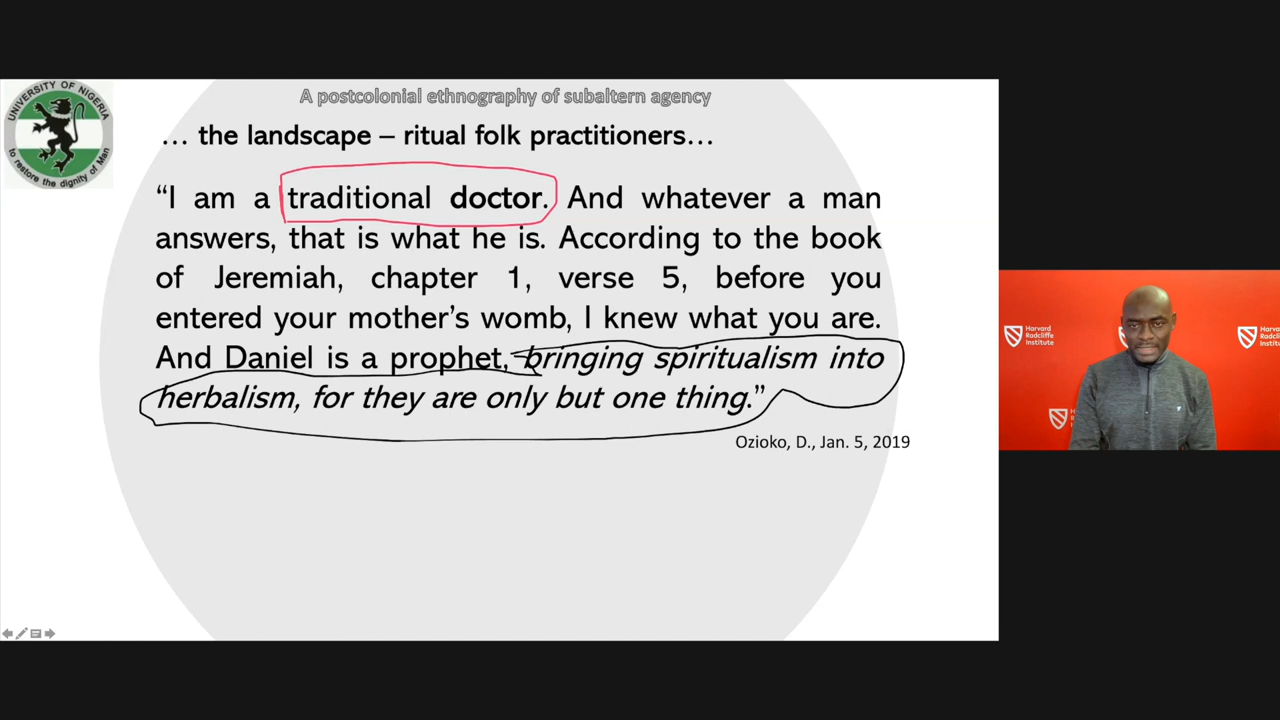 A postcolonial ethnography of subaltern agency
… the landscape – ritual folk practitioners…
“I am a traditional doctor. And whatever a man
answers, that is what he is. According to the book
of Jeremiah, chapter 1, verse 5, before you
entered your mother’s womb, I knew what you are.
And Daniel is a prophet, bringing spiritualism into
herbalism, for they are only but one thing.”
Ozioko, D., Jan. 5, 2019
UNIVERSITY OF NIGERIA
to restore the dignity of Man
Harvard
Radcliffe
Institute
Harvard
Radcliffe
Institute